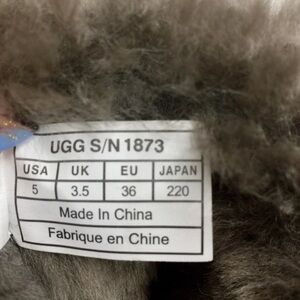 UGG S/N 1873
USA UK EU JAPAN
5 3.5 36 220
Made In China
Fabrique en Chine